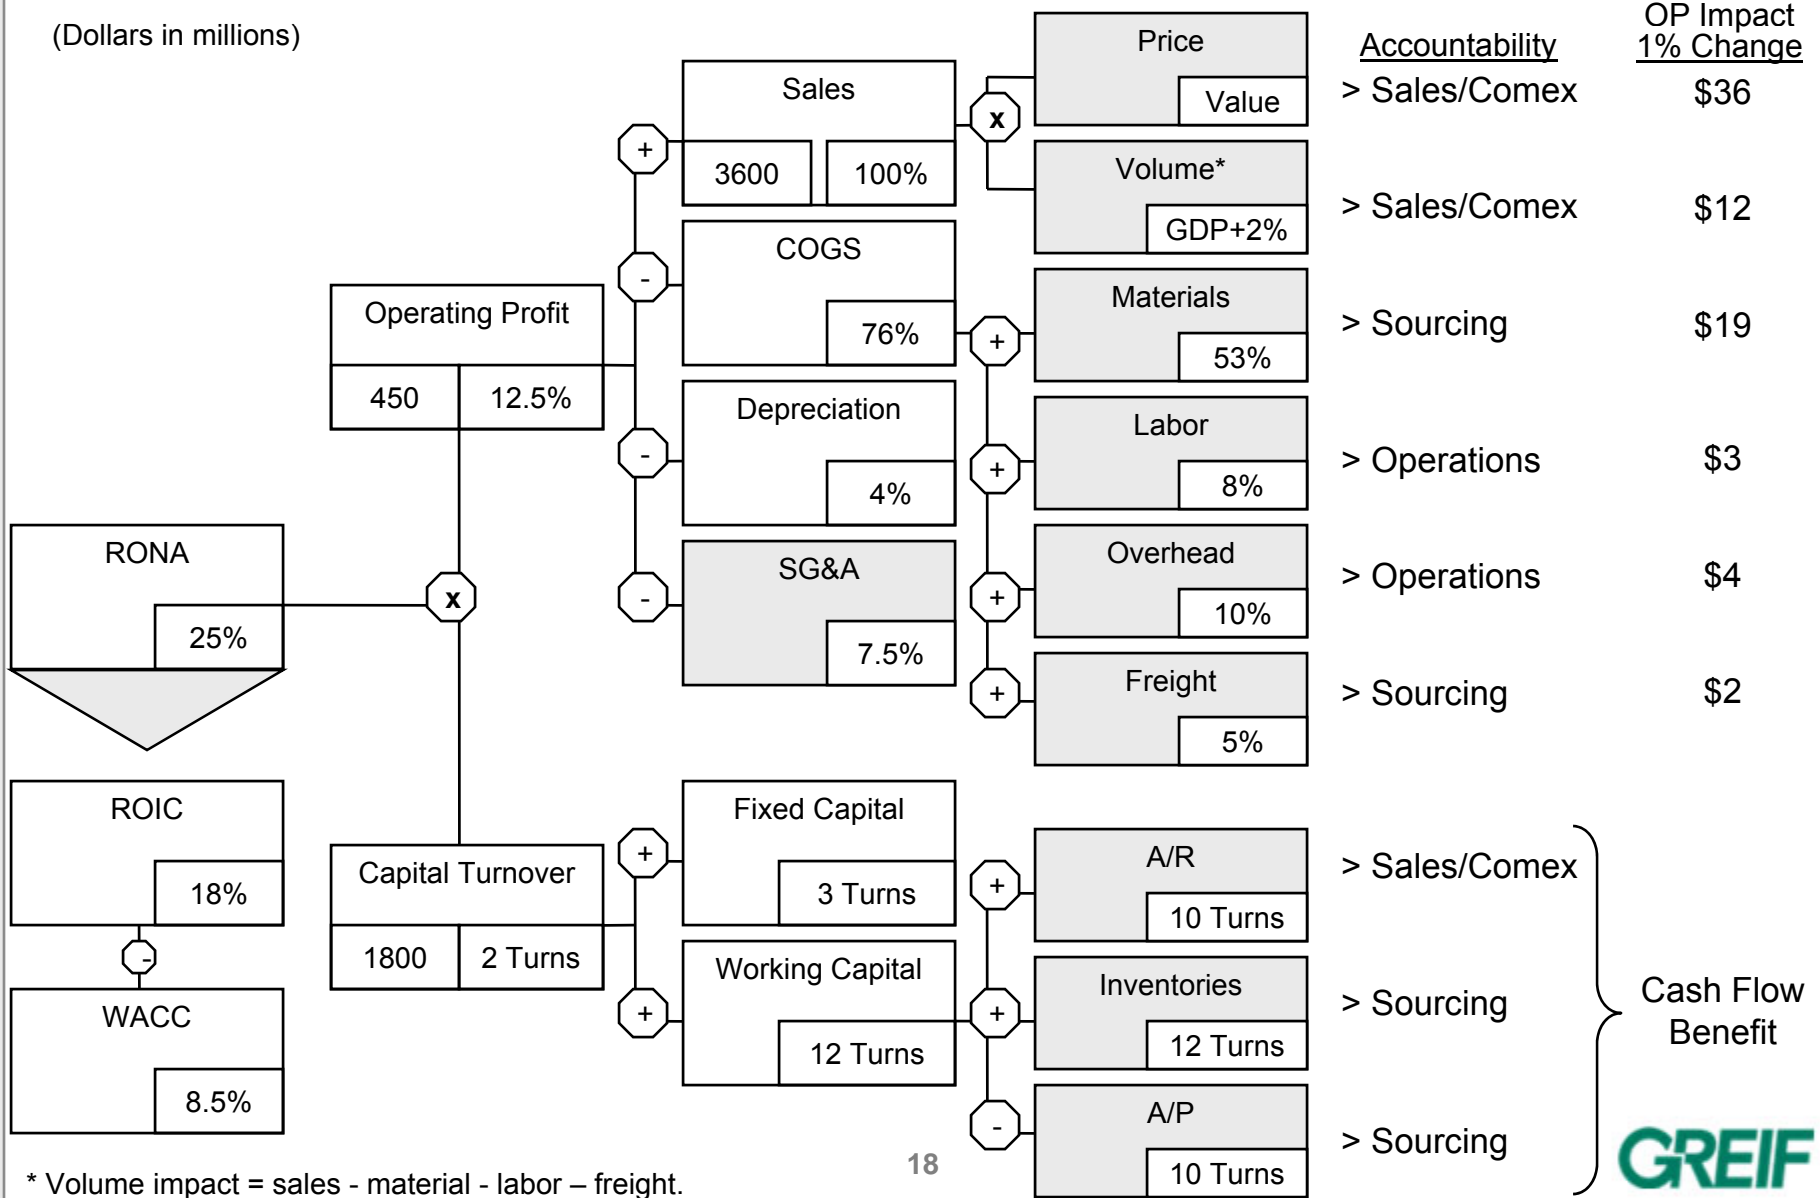 (Dollars in millions)
RONA
25%
ROIC
18%
-
WACC
8.5%
x
Operating Profit
450
12.5%
Capital Turnover
1800
2 Turns
+
-
-
-
Sales
3600
100%
COGS
76%
Depreciation
4%
SG&A
7.5%
+
+
Fixed Capital
3 Turns
Working Capital
12 Turns
x
Price
Value
Volume*
GDP+2%
+
+
+
+
Materials
53%
Labor
8%
Overhead
10%
Freight
5%
+
+
-
A/R
10 Turns
Inventories
12 Turns
A/P
10 Turns
Accountability
> Sales/Comex
> Sales/Comex
> Sourcing
> Operations
> Operations
> Sourcing
> Sales/Comex
> Sourcing
> Sourcing
OP Impact
1% Change
$36
$12
$19
$3
$4
$2
Cash Flow
Benefit
* Volume impact = sales - material - labor – freight.
18
GREIF